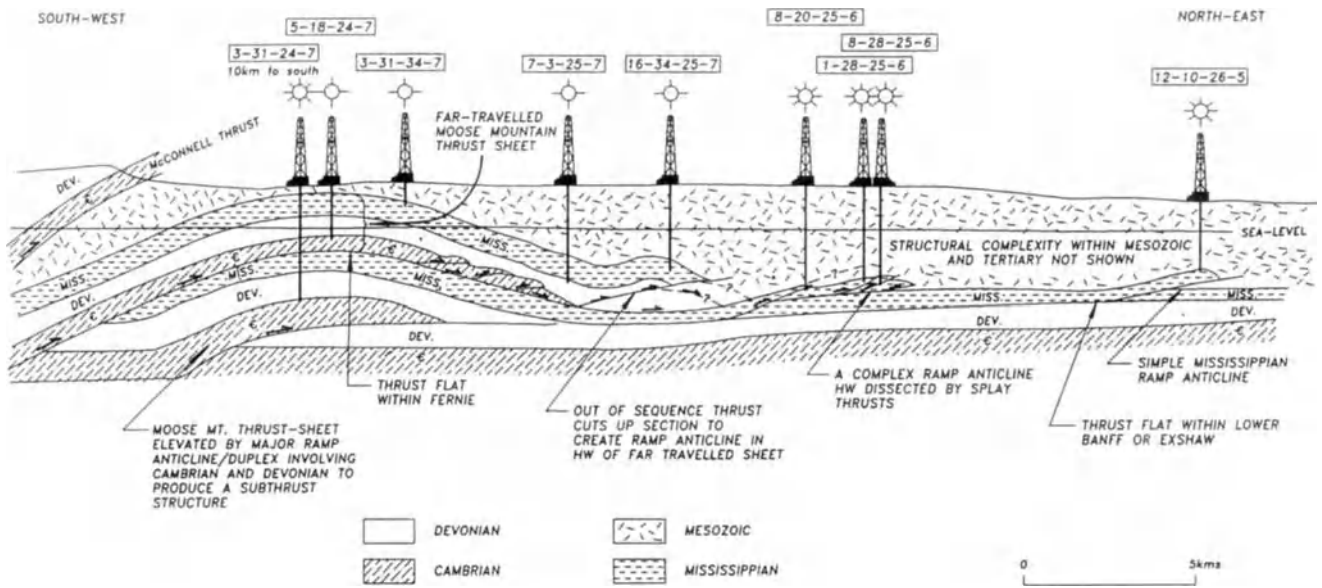 SOUTH-WEST
NORTH-EAST
3-31-24-7
10km to south
5-18-24-7
3-31-34-7
7-3-25-7
16-34-25-7
8-20-25-6
8-28-25-6
1-28-25-6
12-10-26-5
McCONNELL THRUST
FAR-TRAVELLED
MOOSE MOUNTAIN
THRUST SHEET
DEV.
Є
MISS.
DEV.
Є
Є
MISS.
MISS.
Є
MISS.
DEV.
Є
DEV.
Є
?
?
?
SEA-LEVEL
STRUCTURAL COMPLEXITY WITHIN MESOZOIC
AND TERTIARY NOT SHOWN
MISS.
MISS.
DEV.
DEV.
Є
MOOSE MT. THRUST-SHEET
ELEVATED BY MAJOR RAMP
ANTICLINE/DUPLEX INVOLVING
CAMBRIAN AND DEVONIAN TO
PRODUCE A SUBTHRUST
STRUCTURE
THRUST FLAT
WITHIN FERNIE
OUT OF SEQUENCE THRUST
CUTS UP SECTION TO
CREATE RAMP ANTICLINE IN
HW OF FAR TRAVELLED SHEET
A COMPLEX RAMP ANTICLINE
HW DISSECTED BY SPLAY
THRUSTS
SIMPLE MISSISSIPPIAN
RAMP ANTICLINE
THRUST FLAT WITHIN LOWER
BANFF OR EXSHAW
DEVONIAN
MESOZOIC
CAMBRIAN
MISSISSIPPIAN
0
5kms